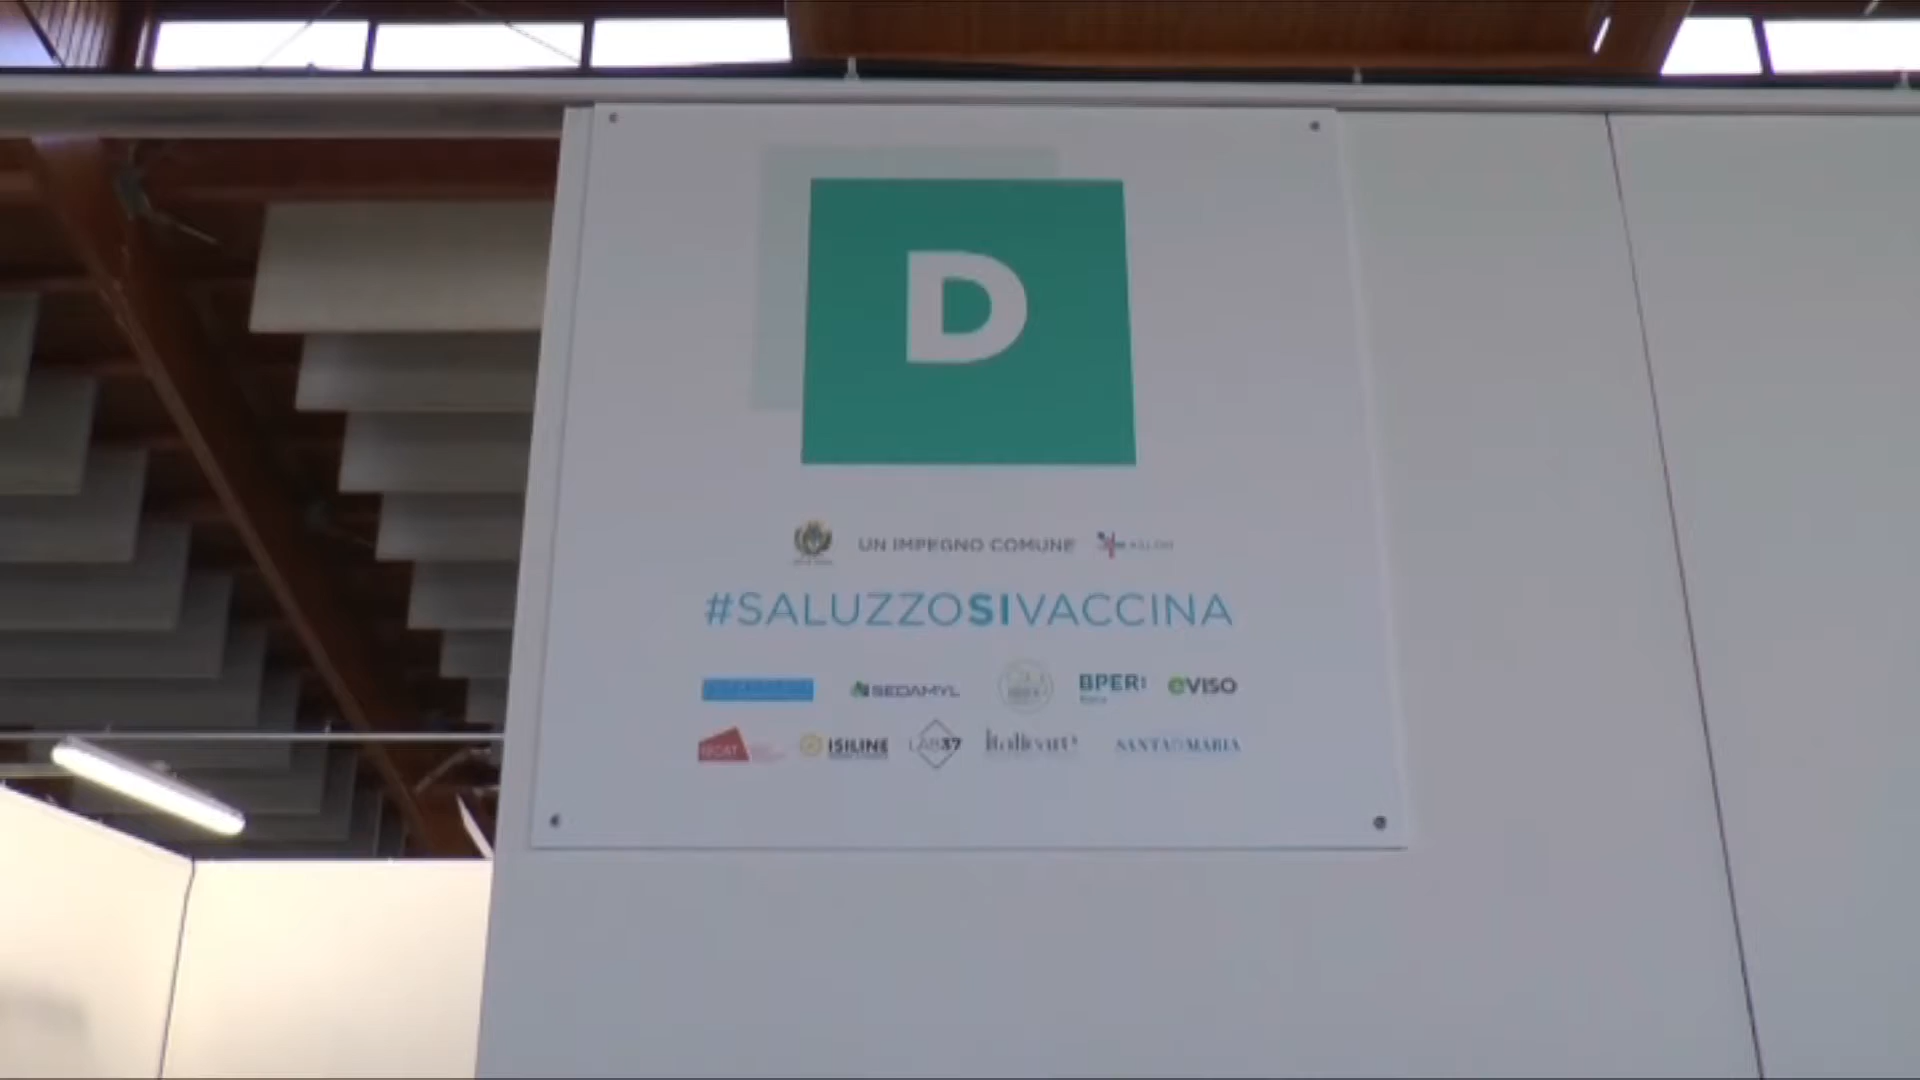 D
UN IMPEGNO COMUNE
#SALUZZOSIVACCINA
SEDAMYL BPER: Banca eVISO
ISILINE LAB37 SANTA MARIA